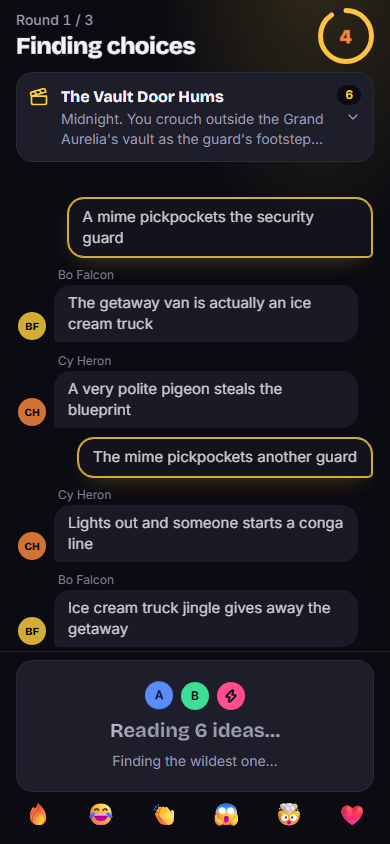 Round 1 / 3
Finding choices
4
The Vault Door Hums
6
Midnight. You crouch outside the Grand
Aurelia's vault as the guard's footstep...
A mime pickpockets the security
guard
Bo Falcon
BF
The getaway van is actually an ice
cream truck
Cy Heron
CH
A very polite pigeon steals the
blueprint
The mime pickpockets another guard
Cy Heron
CH
Lights out and someone starts a conga
line
Bo Falcon
BF
Ice cream truck jingle gives away the
getaway
A B
Reading 6 ideas...
Finding the wildest one...